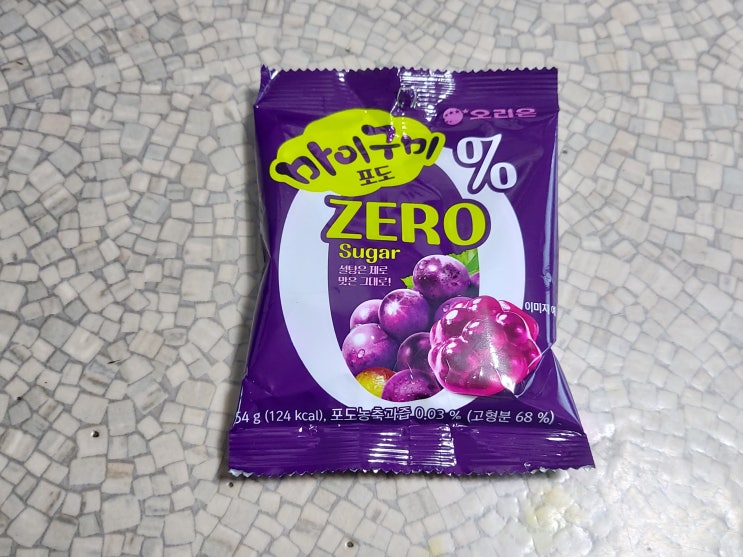 오리온
마이구미
포도
%
ZERO
Sugar
설탕은 제로
맛은 그대로!
이미지 예
54 g (124 kcal), 포도농축과즙 0.03 % (고형분 68 %)